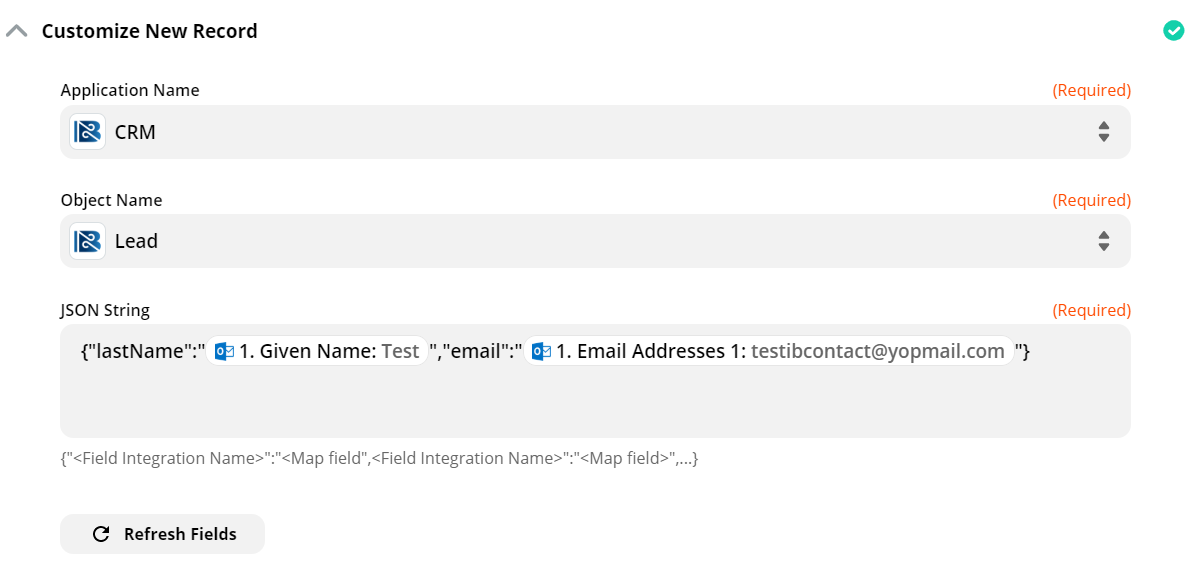 Customize New Record
Application Name (Required)
CRM
Object Name (Required)
Lead
JSON String (Required)
{"lastName":" 1. Given Name: Test ","email":" 1. Email Addresses 1: testibcontact@yopmail.com "}
{"<Field Integration Name>":"<Map field",<Field Integration Name>":"<Map field>",...}
Refresh Fields